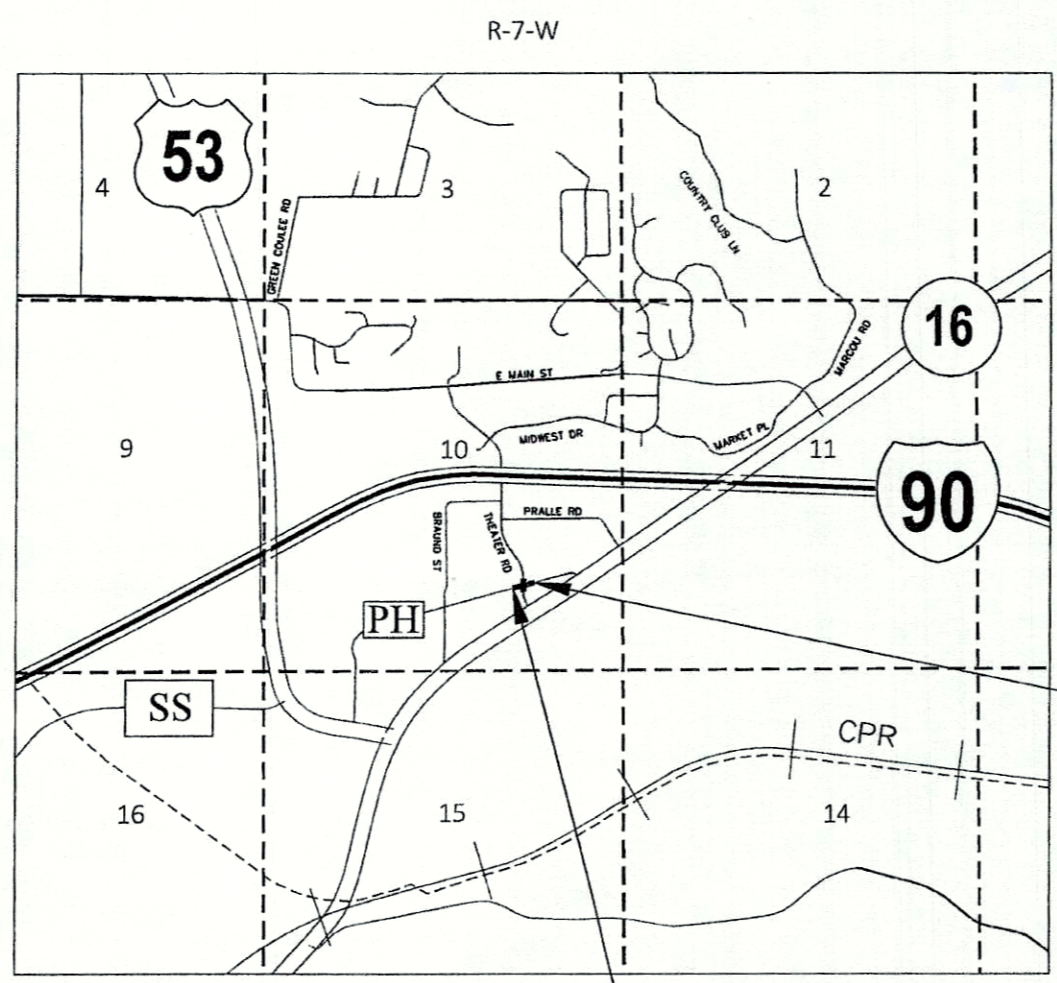 R-7-W
53
4
3
2
GREEN COULEE RD
COUNTRY CLUB LN
16
MARCOU RD
E MAIN ST
9
10
MIDWEST DR
MARKET PL
11
90
BRAUND ST
THEATER RD
PRALLE RD
PH
SS
CPR
16
15
14